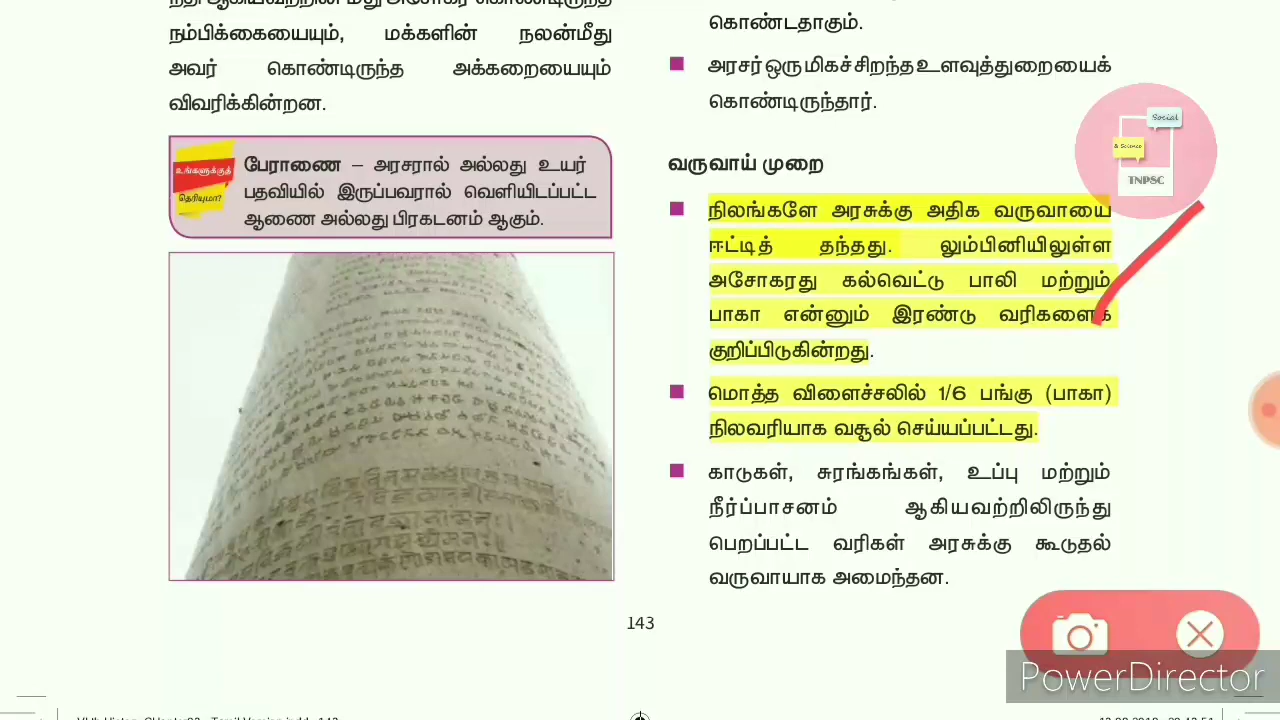 நம்பிக்கையையும், மக்களின் நலன்மீது
அவர் கொண்டிருந்த அக்கறையையும்
விவரிக்கின்றன.
உங்களுக்குத்
தெரியுமா?
பேராணை – அரசரால் அல்லது உயர்
பதவியில் இருப்பவரால் வெளியிடப்பட்ட
ஆணை அல்லது பிரகடனம் ஆகும்.
கொண்டதாகும்.
■ அரசர் ஒரு மிகச் சிறந்த உளவுத்துறையைக்
கொண்டிருந்தார்.
வருவாய் முறை
■ நிலங்களே அரசுக்கு அதிக வருவாயை
ஈட்டித் தந்தது. லும்பினியிலுள்ள
அசோகரது கல்வெட்டு பாலி மற்றும்
பாகா என்னும் இரண்டு வரிகளைக்
குறிப்பிடுகின்றது.
■ மொத்த விளைச்சலில் 1/6 பங்கு (பாகா)
நிலவரியாக வசூல் செய்யப்பட்டது.
■ காடுகள், சுரங்கங்கள், உப்பு மற்றும்
நீர்ப்பாசனம் ஆகியவற்றிலிருந்து
பெறப்பட்ட வரிகள் அரசுக்கு கூடுதல்
வருவாயாக அமைந்தன.
143
Social
& Science
TNPSC
PowerDirector